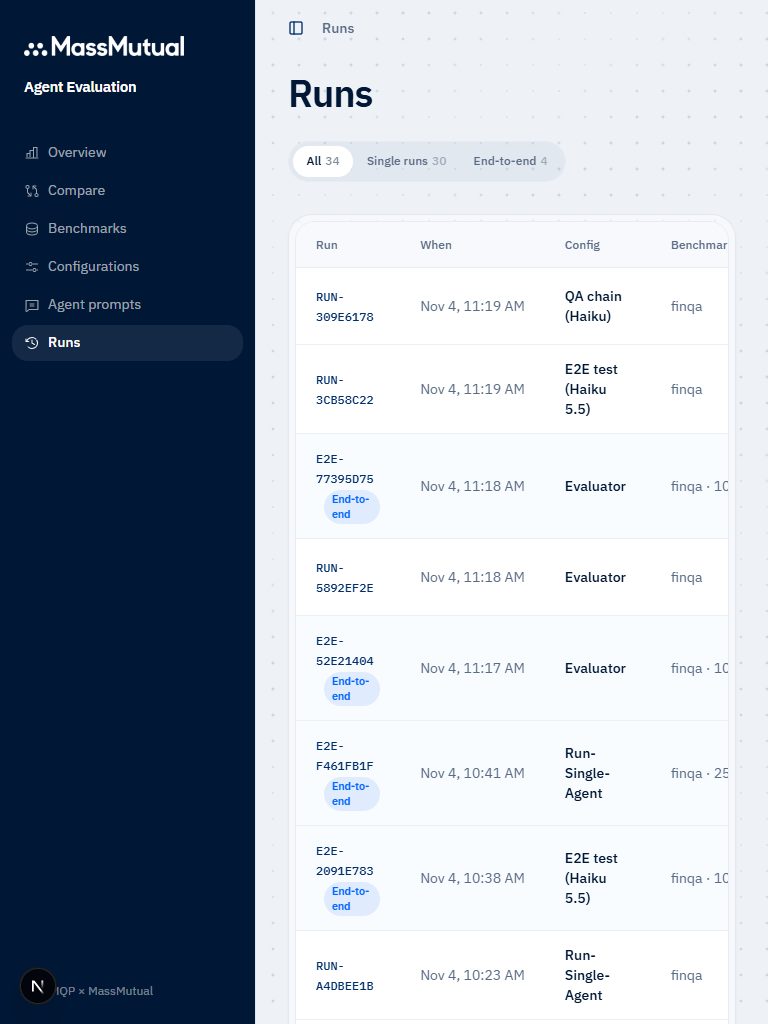 MassMutual
Agent Evaluation
Overview
Compare
Benchmarks
Configurations
Agent prompts
Runs
N
IQP × MassMutual
Runs
Runs
All 34 Single runs 30 End-to-end 4
Run When Config Benchmar
RUN-
309E6178
Nov 4, 11:19 AM
QA chain
(Haiku)
finqa
RUN-
3CB58C22
Nov 4, 11:19 AM
E2E test
(Haiku
5.5)
finqa
E2E-
77395D75
End-to-
end
Nov 4, 11:18 AM
Evaluator
finqa · 10
RUN-
5892EF2E
Nov 4, 11:18 AM
Evaluator
finqa
E2E-
52E21404
End-to-
end
Nov 4, 11:17 AM
Evaluator
finqa · 10
E2E-
F461FB1F
End-to-
end
Nov 4, 10:41 AM
Run-
Single-
Agent
finqa · 25
E2E-
2091E783
End-to-
end
Nov 4, 10:38 AM
E2E test
(Haiku
5.5)
finqa · 10
RUN-
A4DBEE1B
Nov 4, 10:23 AM
Run-
Single-
Agent
finqa